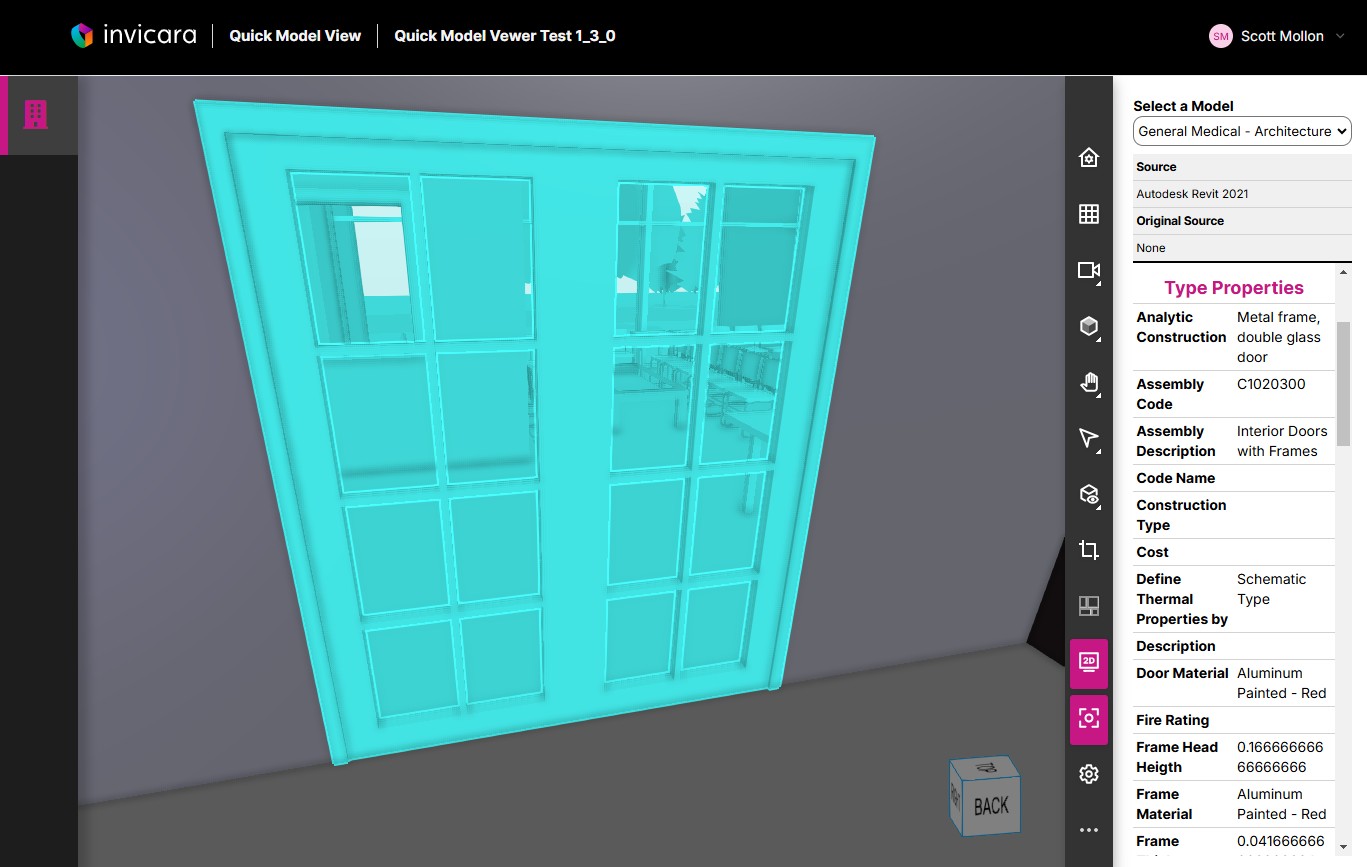 invicara
Quick Model View
Quick Model Vewer Test 1_3_0
SM
Scott Mollon
Select a Model
General Medical - Architecture
Source
Autodesk Revit 2021
Original Source
None
Type Properties
Analytic Construction
Metal frame, double glass door
Assembly Code
C1020300
Assembly Description
Interior Doors with Frames
Code Name
Construction Type
Cost
Define Thermal Properties by
Schematic Type
Description
Door Material
Aluminum Painted - Red
Fire Rating
Frame Head Heigth
0.16666666666666666
Frame Material
Aluminum Painted - Red
Frame
0.041666666
2D
TOP
RIGHT
BACK